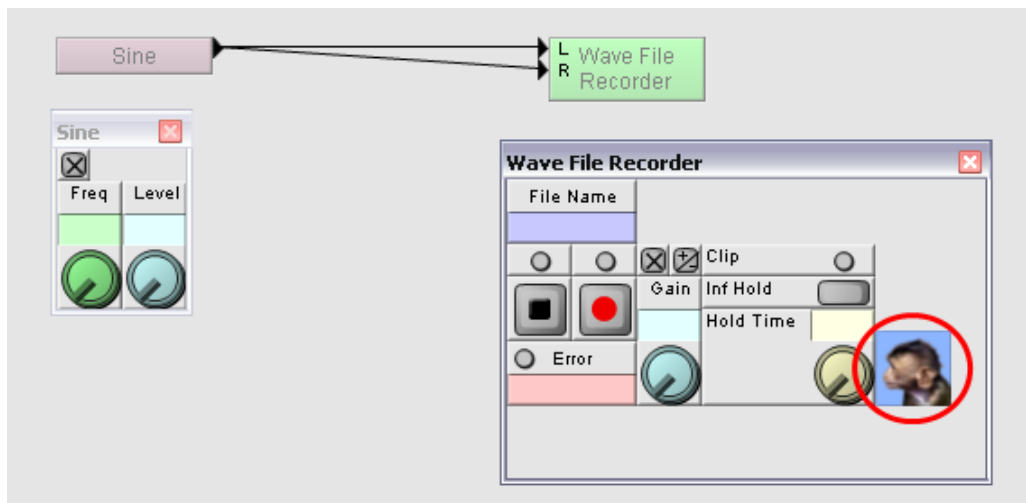 Sine
L
R
Wave File
Recorder
Sine
Freq Level
Wave File Recorder
File Name
Clip
Gain Inf Hold
Hold Time
Error